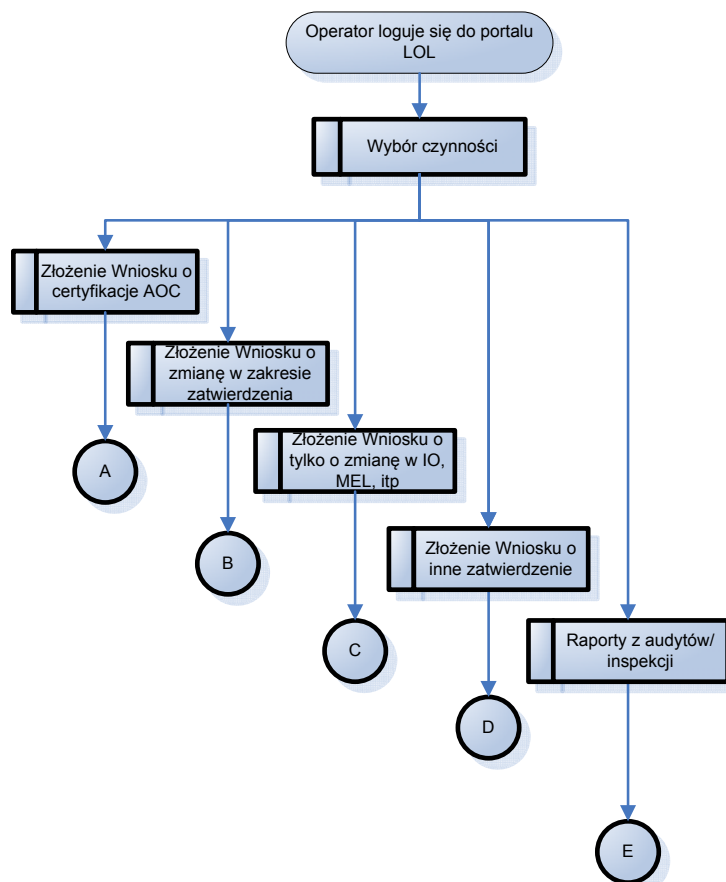 Operator loguje się do portalu
LOL
Wybór czynności
Złożenie Wniosku o
certyfikacje AOC
Złożenie Wniosku o
zmianę w zakresie
zatwierdzenia
Złożenie Wniosku o
tylko o zmianę w IO,
MEL, itp
Złożenie Wniosku o
inne zatwierdzenie
Raporty z audytów/
inspekcji
A
B
C
D
E